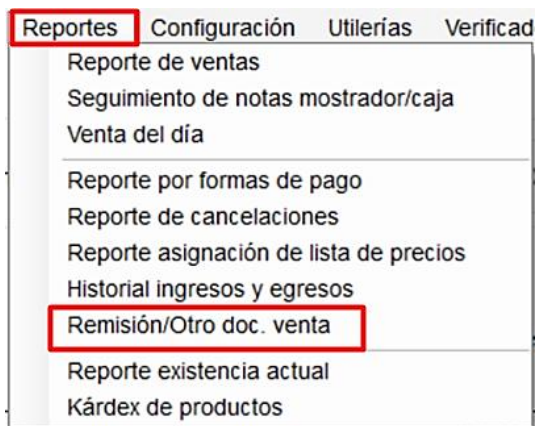 Reportes Configuración Utilerías Verificad
Reporte de ventas
Seguimiento de notas mostrador/caja
Venta del día
Reporte por formas de pago
Reporte de cancelaciones
Reporte asignación de lista de precios
Historial ingresos y egresos
Remisión/Otro doc. venta
Reporte existencia actual
Kárdex de productos